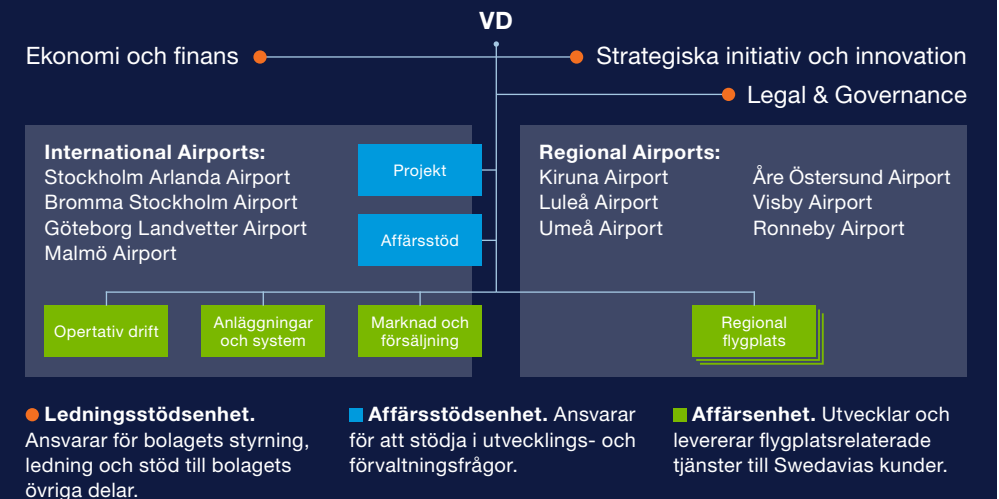 VD
Ekonomi och finans
Strategiska initiativ och innovation
Legal & Governance
International Airports:
Stockholm Arlanda Airport
Bromma Stockholm Airport
Göteborg Landvetter Airport
Malmö Airport
Projekt
Affärsstöd
Regional Airports:
Kiruna Airport
Luleå Airport
Umeå Airport
Åre Östersund Airport
Visby Airport
Ronneby Airport
Opertativ drift
Anläggningar
och system
Marknad och
försäljning
Regional
flygplats
Ledningsstödsenhet.
Ansvarar för bolagets styrning,
ledning och stöd till bolagets
övriga delar.
Affärsstödsenhet. Ansvarar
för att stödja i utvecklings- och
förvaltningsfrågor.
Affärsenhet. Utvecklar och
levererar flygplatsrelaterade
tjänster till Swedavias kunder.